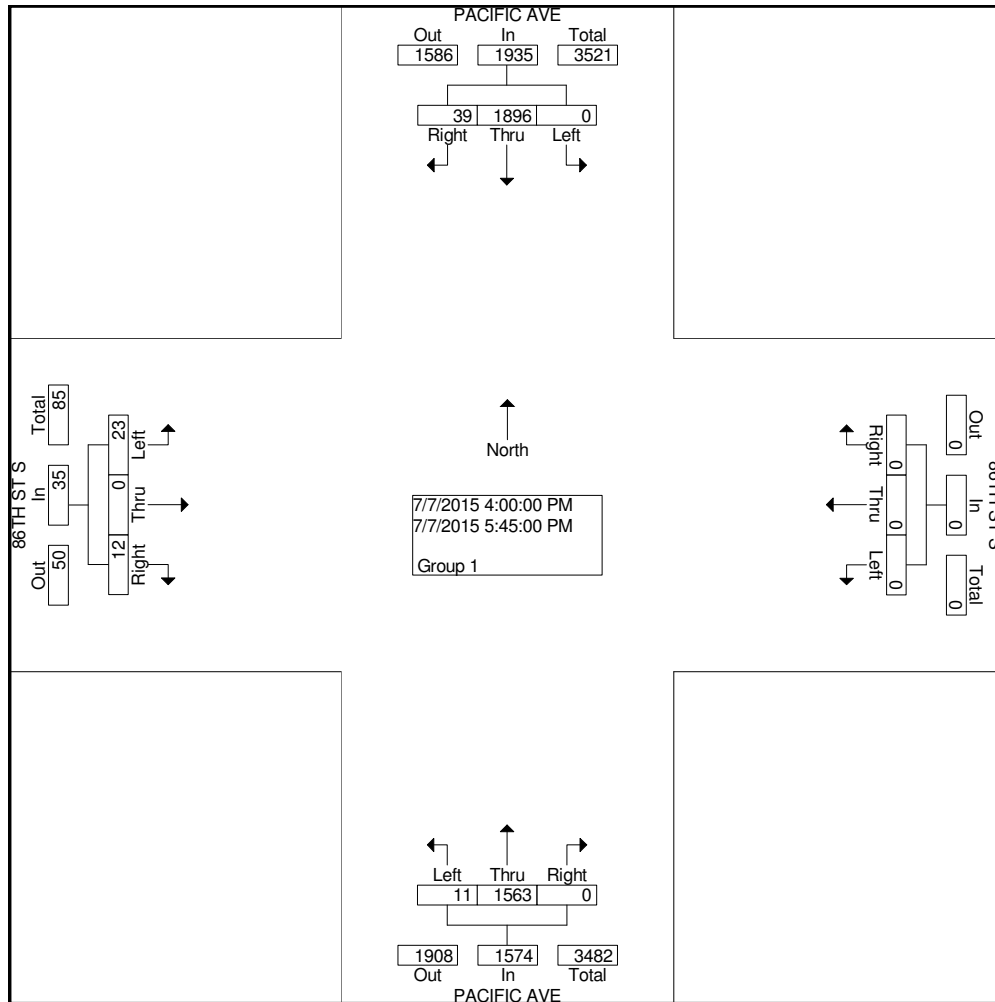 PACIFIC AVE
Out In Total
1586 1935 3521
39 1896 0
Right Thru Left
86TH ST S
Out In Total
50 35 85
Right Thru Left
12 0 23
North
7/7/2015 4:00:00 PM
7/7/2015 5:45:00 PM
Group 1
Right Thru Left
0 0 0
Out In Total
0 0 0
86TH ST S
Left Thru Right
11 1563 0
1908 1574 3482
Out In Total
PACIFIC AVE